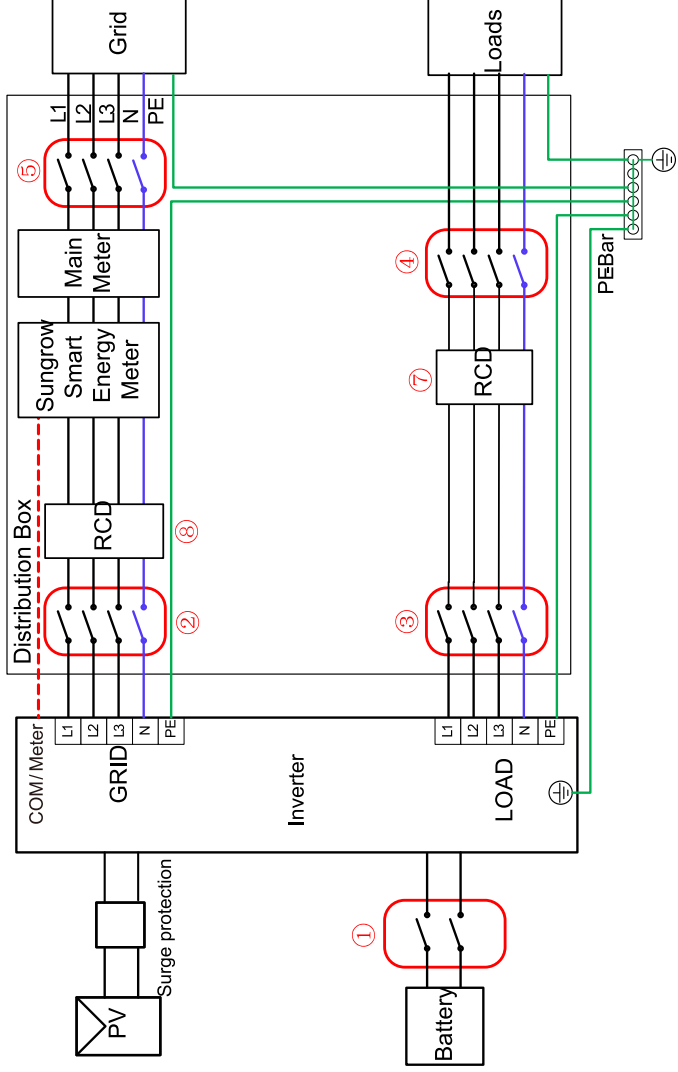 Grid
Loads
L1
L2
L3
N
PE
⑤
Main
Meter
④
PEBar
Sungrow
Smart
Energy
Meter
⑦
RCD
Distribution Box
RCD
⑧
②
③
COM/Meter
L1
L2
L3
N
PE
GRID
Inverter
L1
L2
L3
N
PE
LOAD
Surge protection
①
PV
Battery